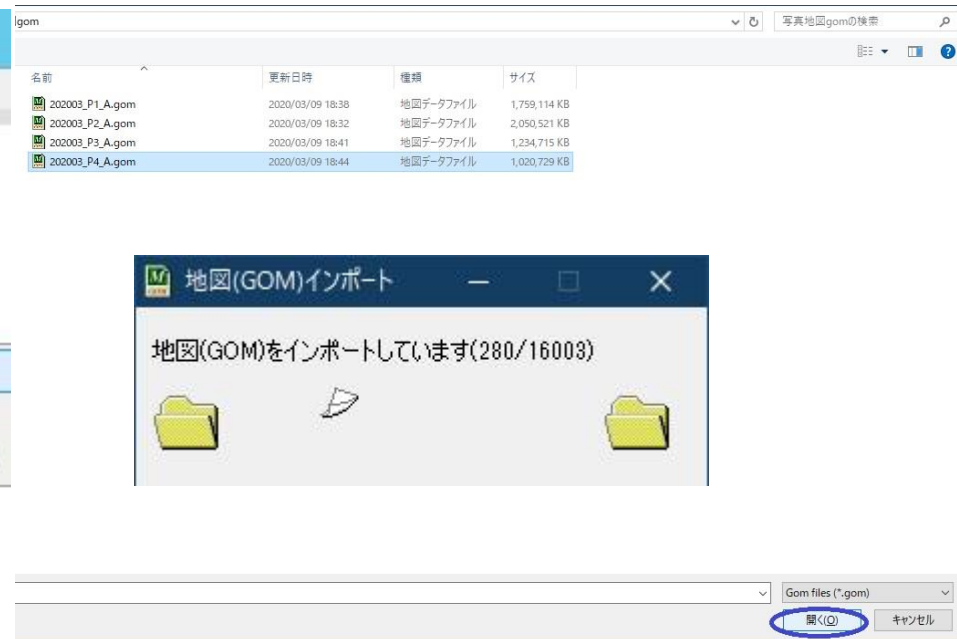 gom
写真地図gomの検索
名前 更新日時 種類 サイズ
202003_P1_A.gom 2020/03/09 18:38 地図データファイル 1,759,114 KB
202003_P2_A.gom 2020/03/09 18:32 地図データファイル 2,050,521 KB
202003_P3_A.gom 2020/03/09 18:41 地図データファイル 1,234,715 KB
202003_P4_A.gom 2020/03/09 18:44 地図データファイル 1,020,729 KB
地図(GOM)インポート
地図(GOM)をインポートしています(280/16003)
Gom files (*.gom)
開く(O) キャンセル